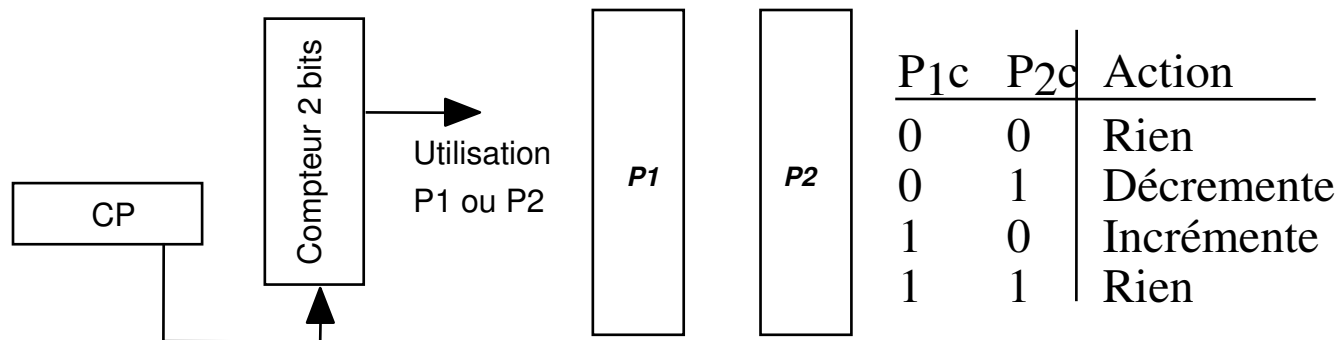 CP
Compteur 2 bits
Utilisation
P1 ou P2
P1
P2
P1c P2c Action
0 0 Rien
0 1 Décremente
1 0 Incrémente
1 1 Rien